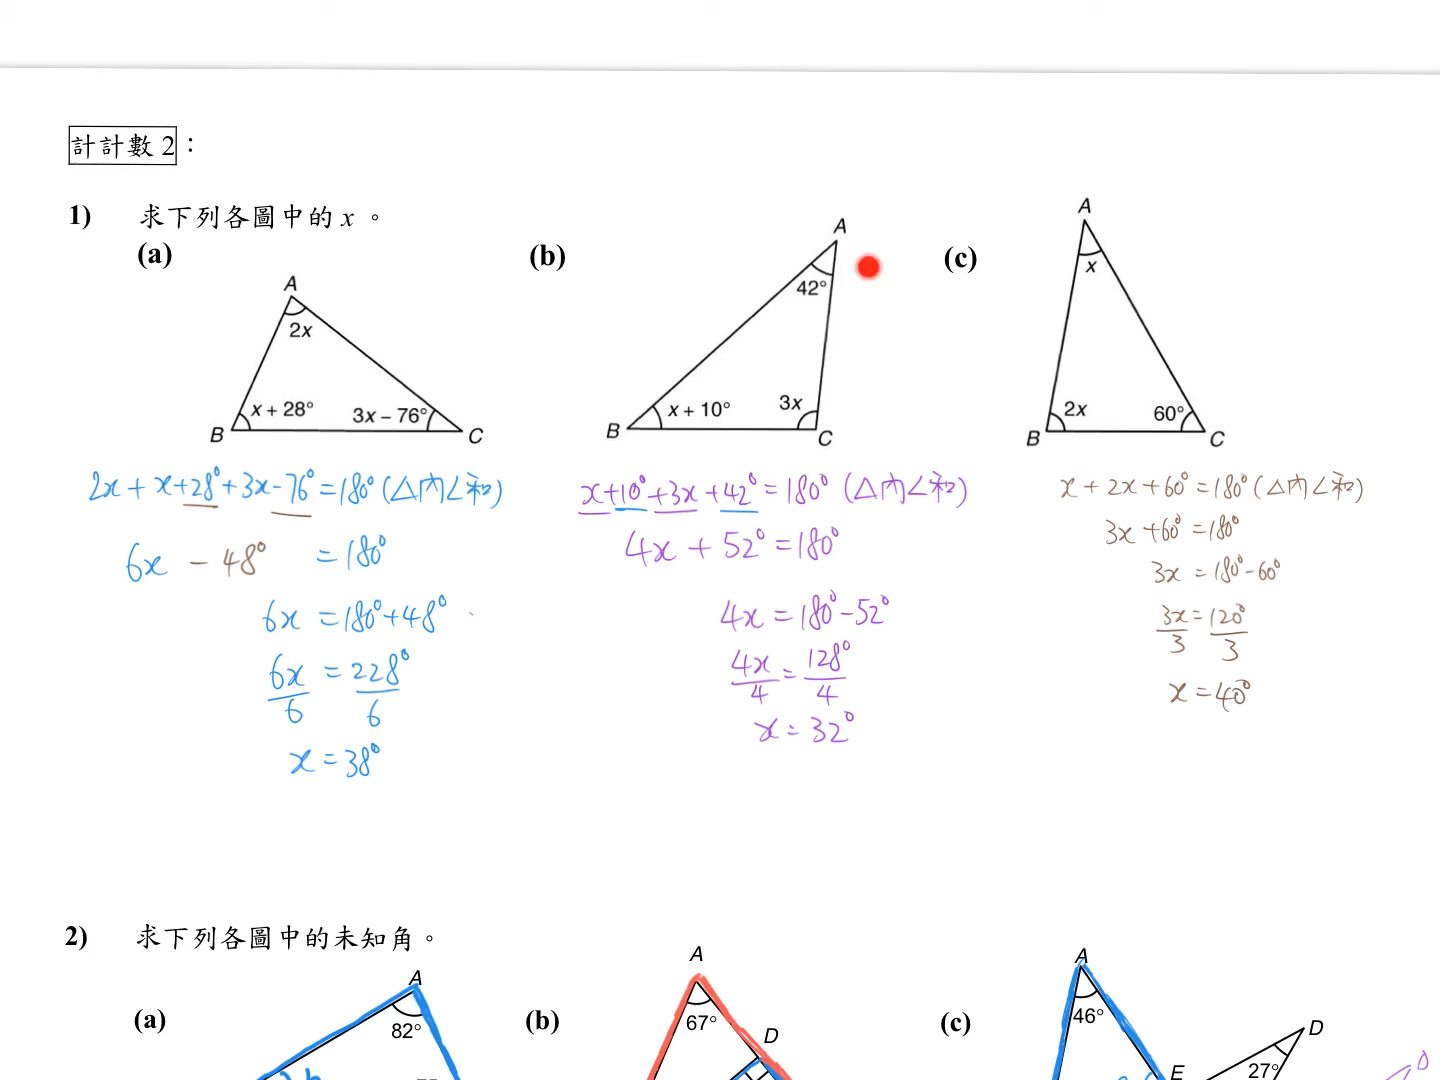 計計數 2：
1) 求下列各圖中的 x 。
(a)
A
2x
x + 28°
3x − 76°
B
C
2x + x + 28° + 3x − 76° = 180° (△內∠和)
6x − 48° = 180°
6x = 180° + 48°
6x/6 = 228°/6
x = 38°
(b)
A
42°
x + 10°
3x
B
C
x + 10° + 3x + 42° = 180° (△內∠和)
4x + 52° = 180°
4x = 180° − 52°
4x/4 = 128°/4
x = 32°
(c)
A
x
2x
60°
B
C
x + 2x + 60° = 180° (△內∠和)
3x + 60° = 180°
3x = 180° − 60°
3x/3 = 120°/3
x = 40°
2) 求下列各圖中的未知角。
(a)
A
82°
(b)
A
67°
D
(c)
A
46°
D
E
27°